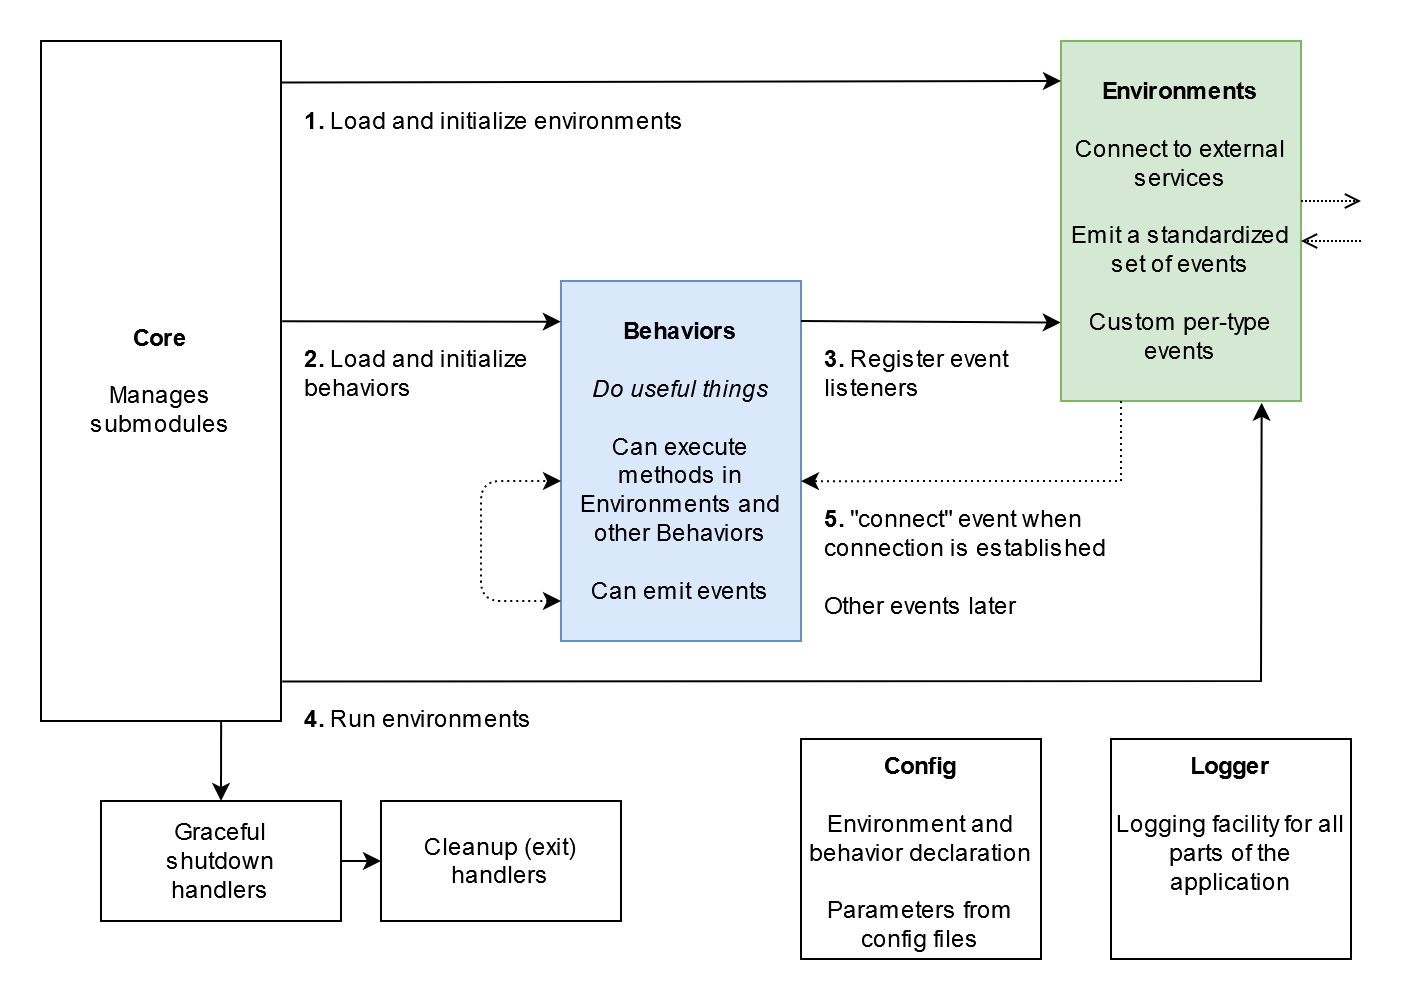 Core
Manages
submodules
1. Load and initialize environments
Environments
Connect to external
services
Emit a standardized
set of events
Custom per-type
events
2. Load and initialize
behaviors
Behaviors
Do useful things
Can execute
methods in
Environments and
other Behaviors
Can emit events
3. Register event
listeners
5. "connect" event when
connection is established
Other events later
4. Run environments
Graceful
shutdown
handlers
Cleanup (exit)
handlers
Config
Environment and
behavior declaration
Parameters from
config files
Logger
Logging facility for all
parts of the
application